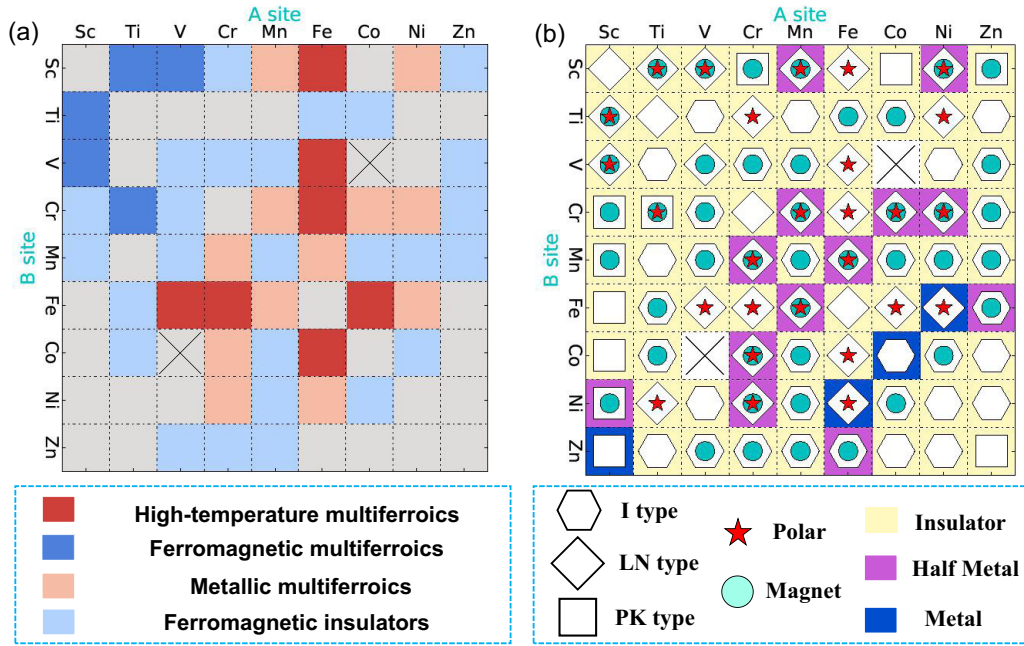 A site
A site
(a)
Sc Ti V Cr Mn Fe Co Ni Zn
(b)
Sc Ti V Cr Mn Fe Co Ni Zn
B site
Sc
Ti
V
Cr
Mn
Fe
Co
Ni
Zn
B site
Sc
Ti
V
Cr
Mn
Fe
Co
Ni
Zn
High-temperature multiferroics
Ferromagnetic multiferroics
Metallic multiferroics
Ferromagnetic insulators
I type
LN type
PK type
Polar
Magnet
Insulator
Half Metal
Metal